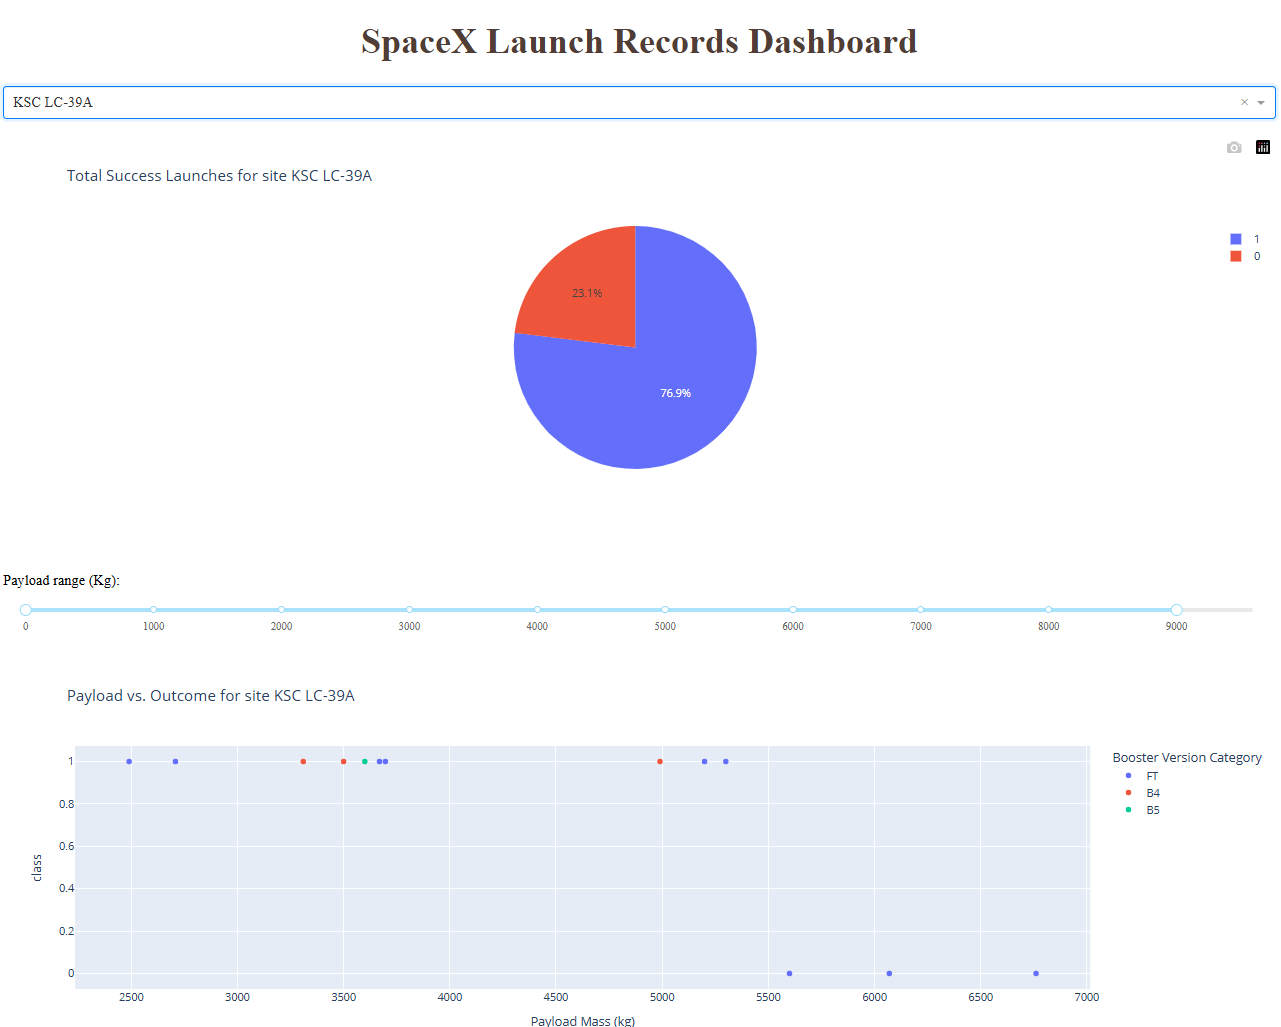 SpaceX Launch Records Dashboard
KSC LC-39A
Total Success Launches for site KSC LC-39A
1
0
23.1%
76.9%
Payload range (Kg):
0 1000 2000 3000 4000 5000 6000 7000 8000 9000
Payload vs. Outcome for site KSC LC-39A
Booster Version Category
FT
B4
B5
1
0.8
0.6
0.4
0.2
0
class
2500 3000 3500 4000 4500 5000 5500 6000 6500 7000
Payload Mass (kg)